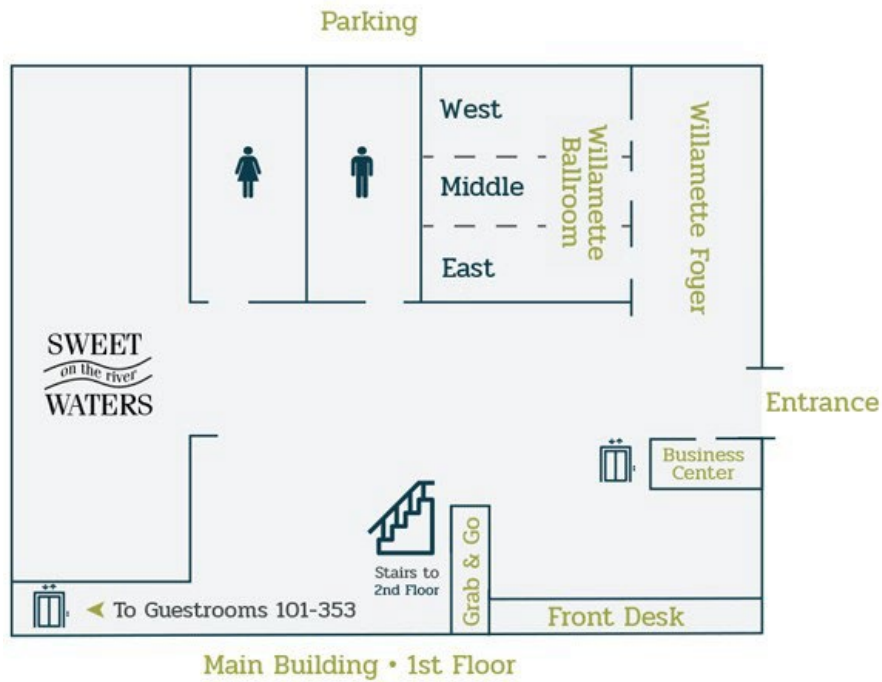 Parking
West
Middle
East
Willamette
Ballroom
Willamette Foyer
SWEET
on the river
WATERS
Entrance
Business
Center
Stairs to
2nd Floor
Grab & Go
To Guestrooms 101-353
Front Desk
Main Building • 1st Floor